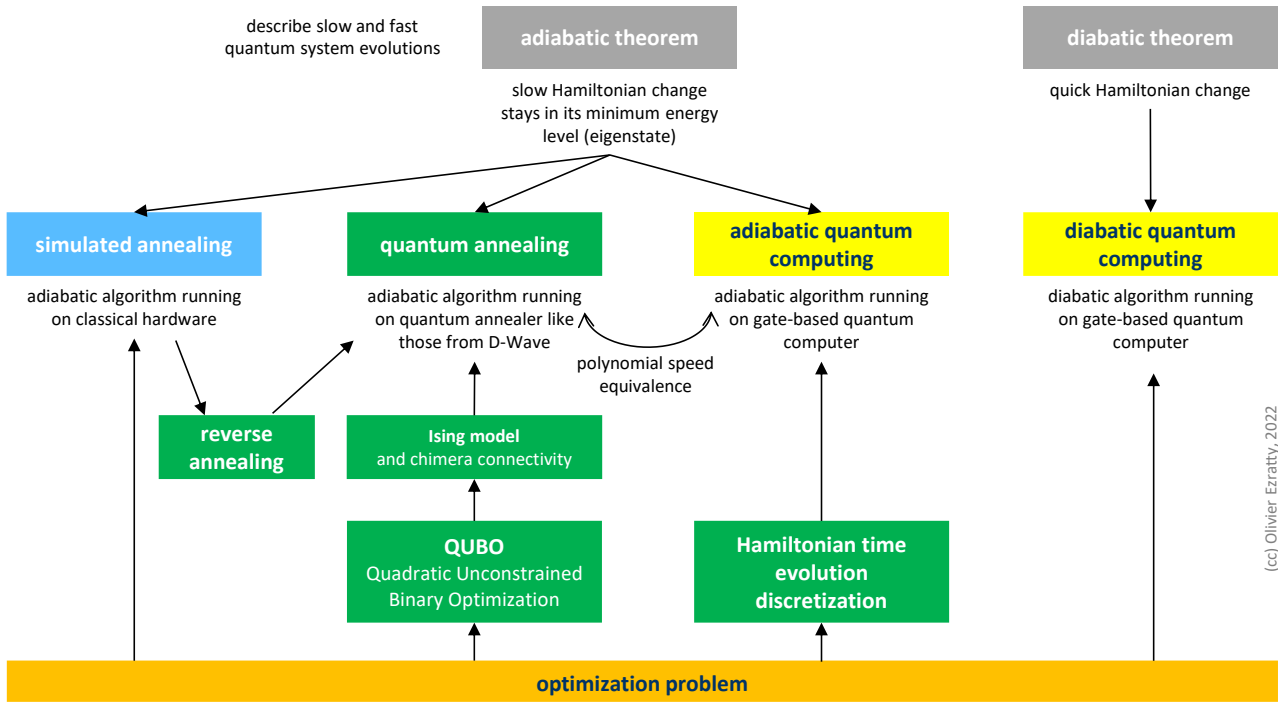 describe slow and fast
quantum system evolutions
adiabatic theorem
diabatic theorem
slow Hamiltonian change
stays in its minimum energy
level (eigenstate)
quick Hamiltonian change
simulated annealing
quantum annealing
adiabatic quantum
computing
diabatic quantum
computing
adiabatic algorithm running
on classical hardware
adiabatic algorithm running
on quantum annealer like
those from D-Wave
adiabatic algorithm running
on gate-based quantum
computer
diabatic algorithm running
on gate-based quantum
computer
polynomial speed
equivalence
reverse
annealing
Ising model
and chimera connectivity
QUBO
Quadratic Unconstrained
Binary Optimization
Hamiltonian time
evolution
discretization
optimization problem
(cc) Olivier Ezratty, 2022